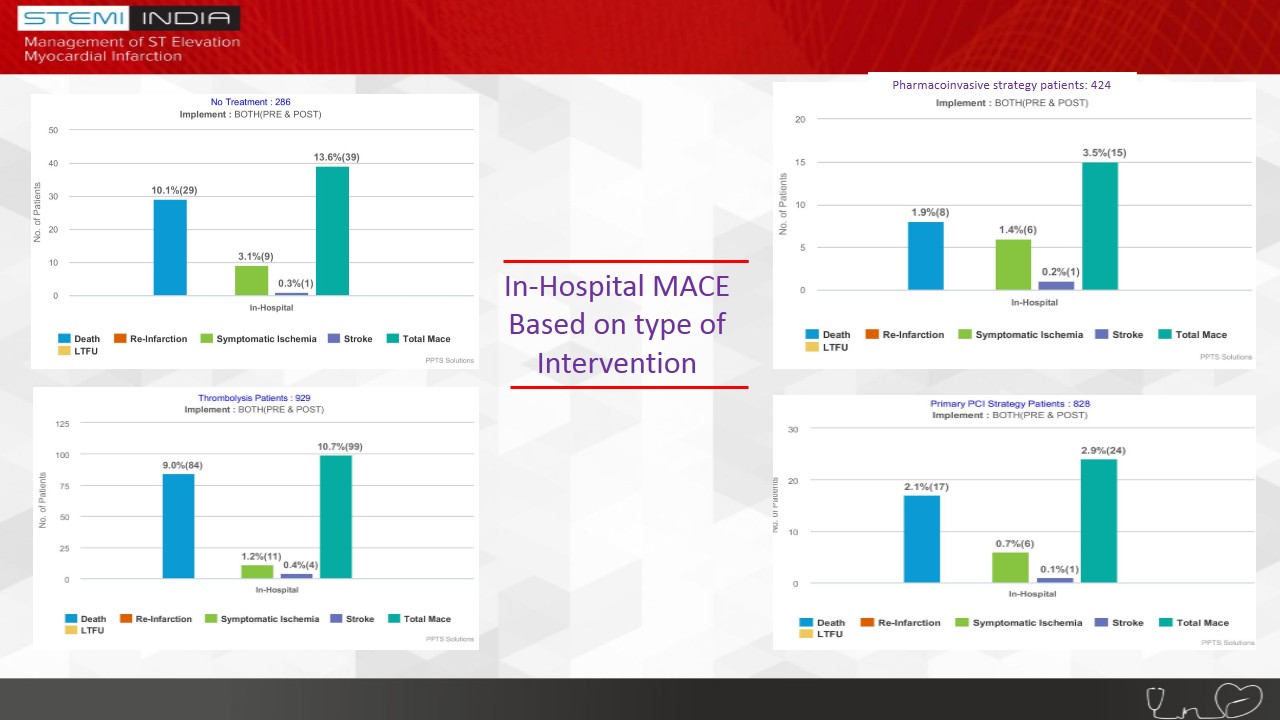 STEMI INDIA
Management of ST Elevation
Myocardial Infarction
No Treatment : 286
Implement : BOTH(PRE & POST)
50
40
30
20
10
0
No. of Patients
10.1%(29)
3.1%(9)
0.3%(1)
13.6%(39)
In-Hospital
Death Re-Infarction Symptomatic Ischemia Stroke Total Mace
LTFU
PPTS Solutions
Pharmacoinvasive strategy patients: 424
Implement : BOTH(PRE & POST)
20
15
10
5
0
No. of Patients
1.9%(8)
1.4%(6)
0.2%(1)
3.5%(15)
In-Hospital
Death Re-Infarction Symptomatic Ischemia Stroke Total Mace
LTFU
PPTS Solutions
In-Hospital MACE
Based on type of
Intervention
Thrombolysis Patients : 929
Implement : BOTH(PRE & POST)
125
100
75
50
25
0
No. of Patients
9.0%(84)
1.2%(11)
0.4%(4)
10.7%(99)
In-Hospital
Death Re-Infarction Symptomatic Ischemia Stroke Total Mace
LTFU
PPTS Solutions
Primary PCI Strategy Patients : 828
Implement : BOTH(PRE & POST)
30
20
10
0
No. of Patients
2.1%(17)
0.7%(6)
0.1%(1)
2.9%(24)
In-Hospital
Death Re-Infarction Symptomatic Ischemia Stroke Total Mace
LTFU
PPTS Solutions